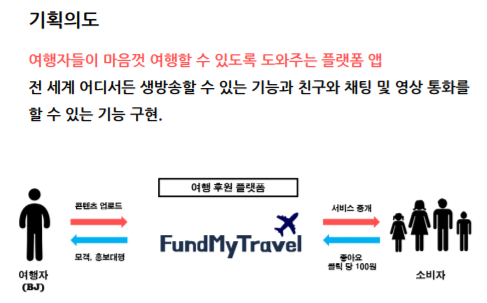 기획의도
여행자들이 마음껏 여행할 수 있도록 도와주는 플랫폼 앱
전 세계 어디서든 생방송할 수 있는 기능과 친구와 채팅 및 영상 통화를
할 수 있는 기능 구현.
여행 후원 플랫폼
콘텐츠 업로드
서비스 중개
FundMyTravel
모객, 홍보대행
좋아요
클릭 당 100원
여행자
(BJ)
소비자